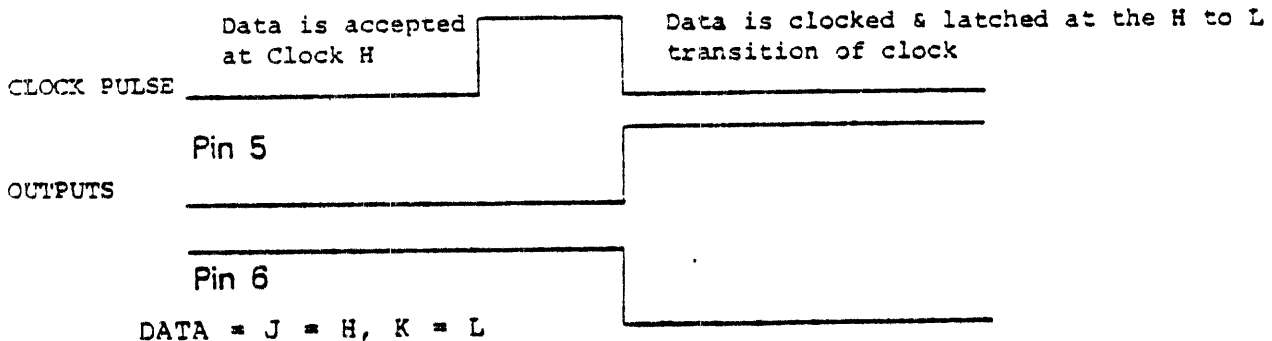 Data is accepted
at Clock H
Data is clocked & latched at the H to L
transition of clock
CLOCK PULSE
Pin 5
OUTPUTS
Pin 6
DATA = J = H, K = L